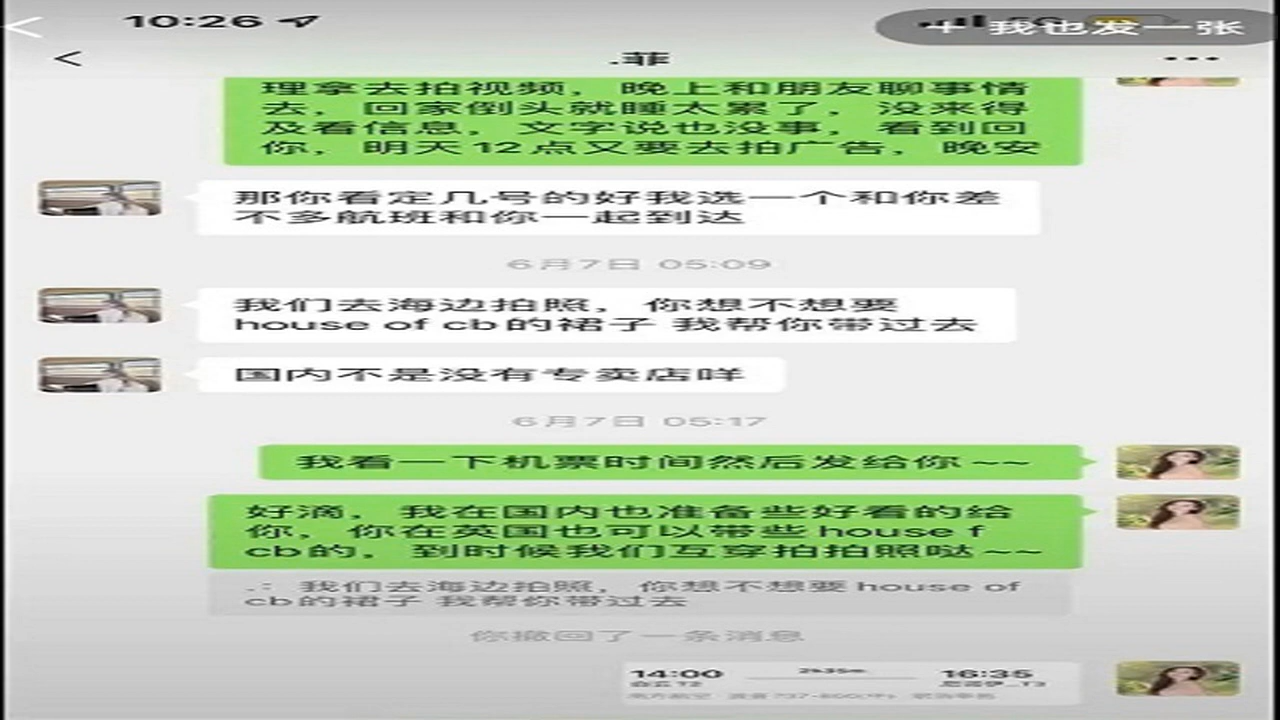 10:26
+ 我也发一张
.菲
理拿去拍视频，晚上和朋友聊事情
去，回家倒头就睡太累了，没来得
及看信息，文字说也没事，看到回
你，明天12点又要去拍广告，晚安
那你看定几号的好我选一个和你差
不多航班和你一起到达
6月7日 05:09
我们去海边拍照，你想不想要
house of cb的裙子 我帮你带过去
国内不是没有专卖店咩
6月7日 05:17
我看一下机票时间然后发给你~~
好滴，我在国内也准备些好看的给
你，你在英国也可以带些house f
cb的，到时候我们互穿拍拍照哒~~
.: 我们去海边拍照，你想不想要house of
cb的裙子 我帮你带过去
你撤回了一条消息
14:00 2h35m 16:35